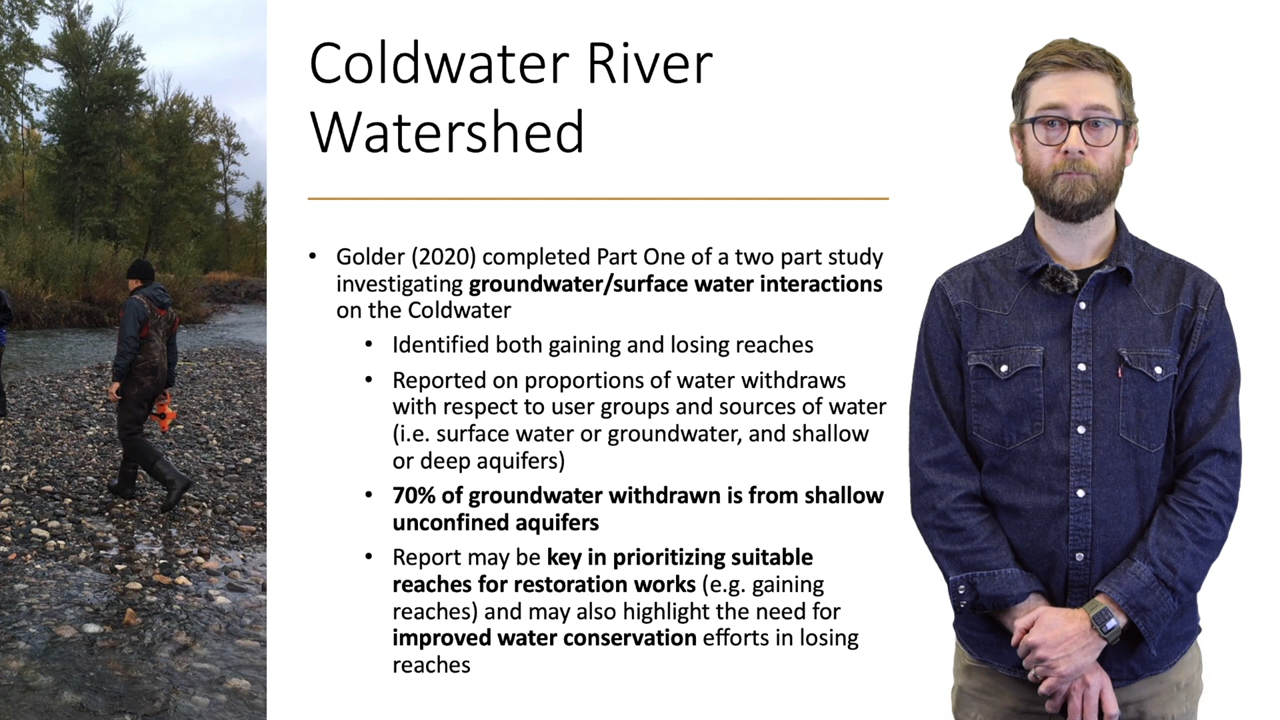 Coldwater River
Watershed
• Golder (2020) completed Part One of a two part study
investigating groundwater/surface water interactions
on the Coldwater
• Identified both gaining and losing reaches
• Reported on proportions of water withdraws
with respect to user groups and sources of water
(i.e. surface water or groundwater, and shallow
or deep aquifers)
• 70% of groundwater withdrawn is from shallow
unconfined aquifers
• Report may be key in prioritizing suitable
reaches for restoration works (e.g. gaining
reaches) and may also highlight the need for
improved water conservation efforts in losing
reaches